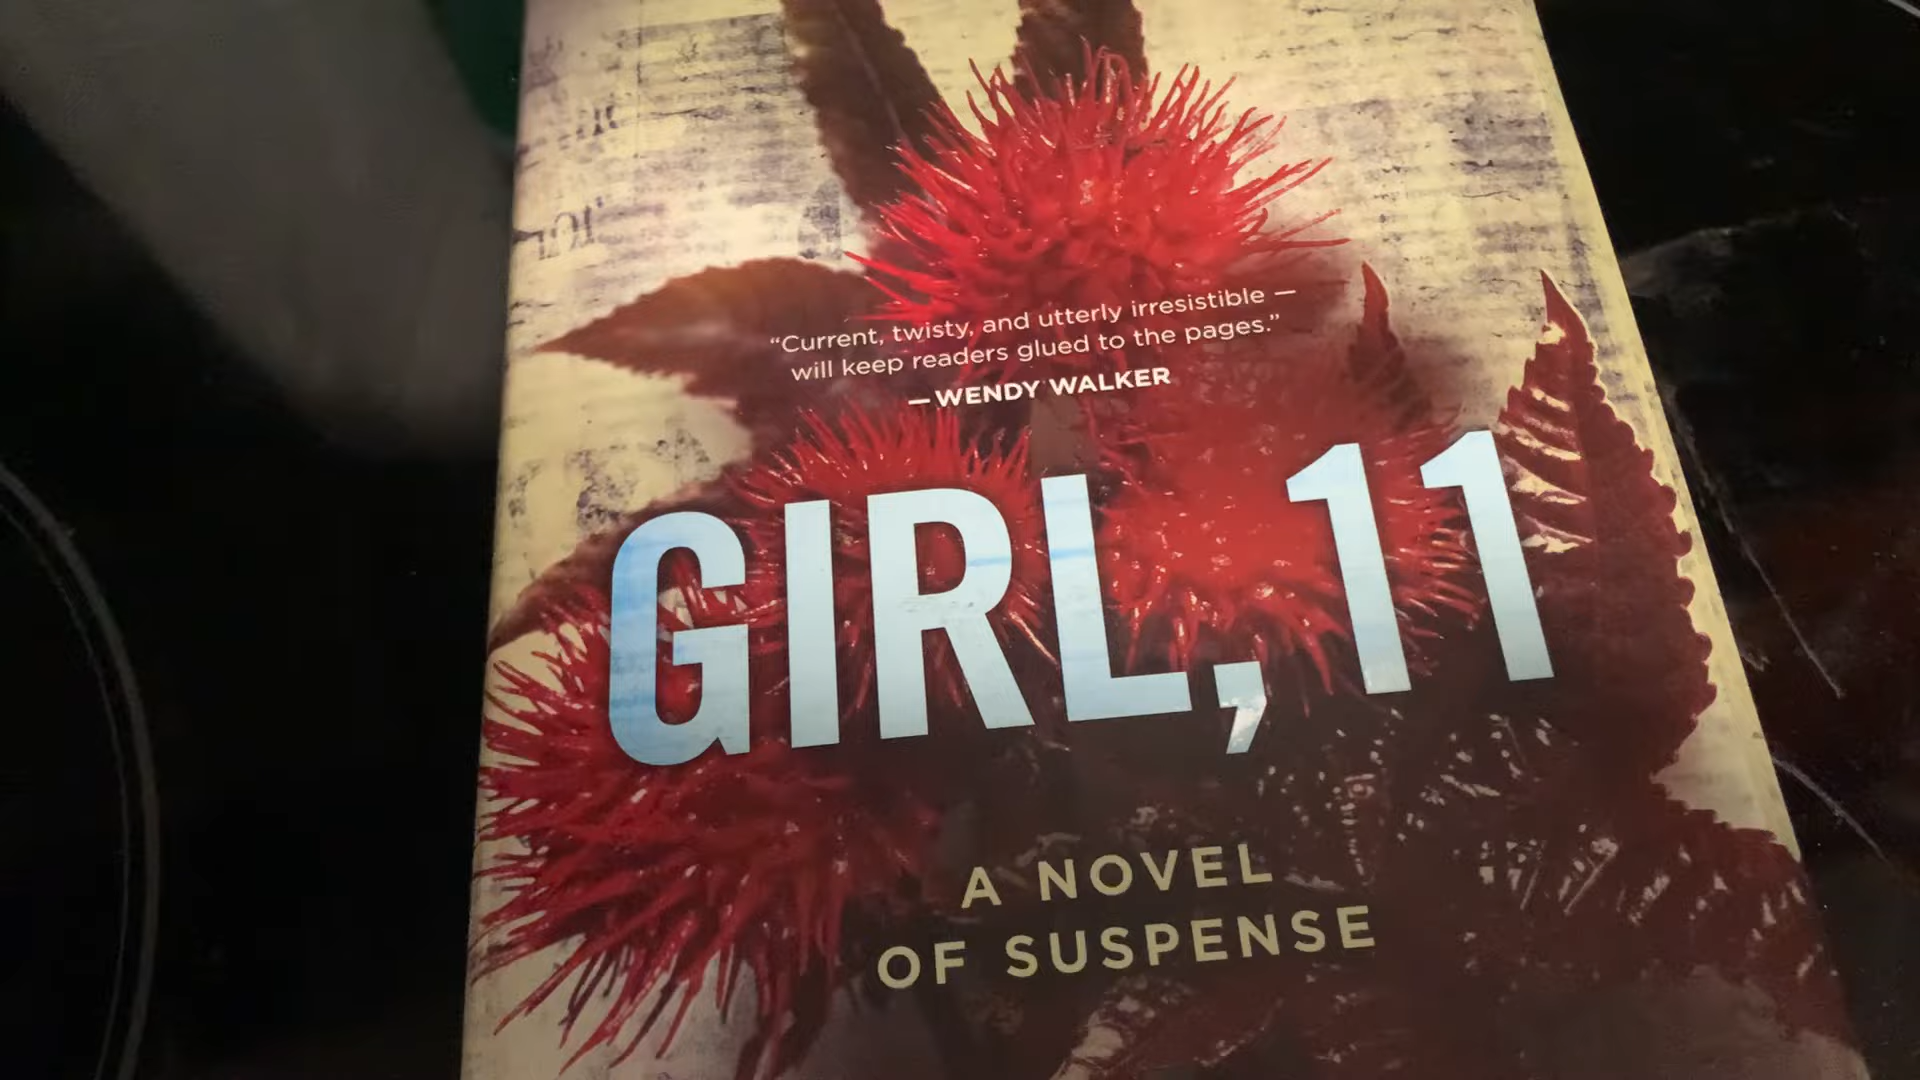 “Current, twisty, and utterly irresistible —
will keep readers glued to the pages.”
—WENDY WALKER
GIRL, 11
A NOVEL
OF SUSPENSE